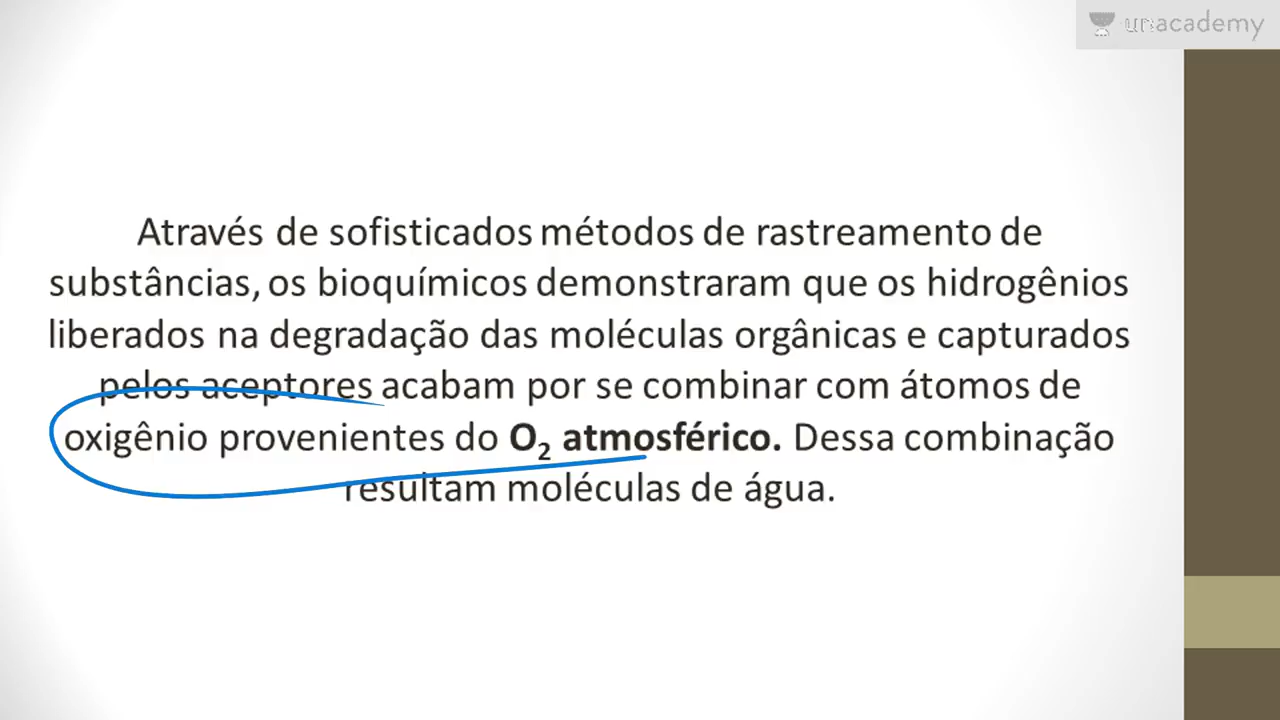 unacademy
Através de sofisticados métodos de rastreamento de
substâncias, os bioquímicos demonstraram que os hidrogênios
liberados na degradação das moléculas orgânicas e capturados
pelos aceptores acabam por se combinar com átomos de
oxigênio provenientes do O₂ atmosférico. Dessa combinação
resultam moléculas de água.